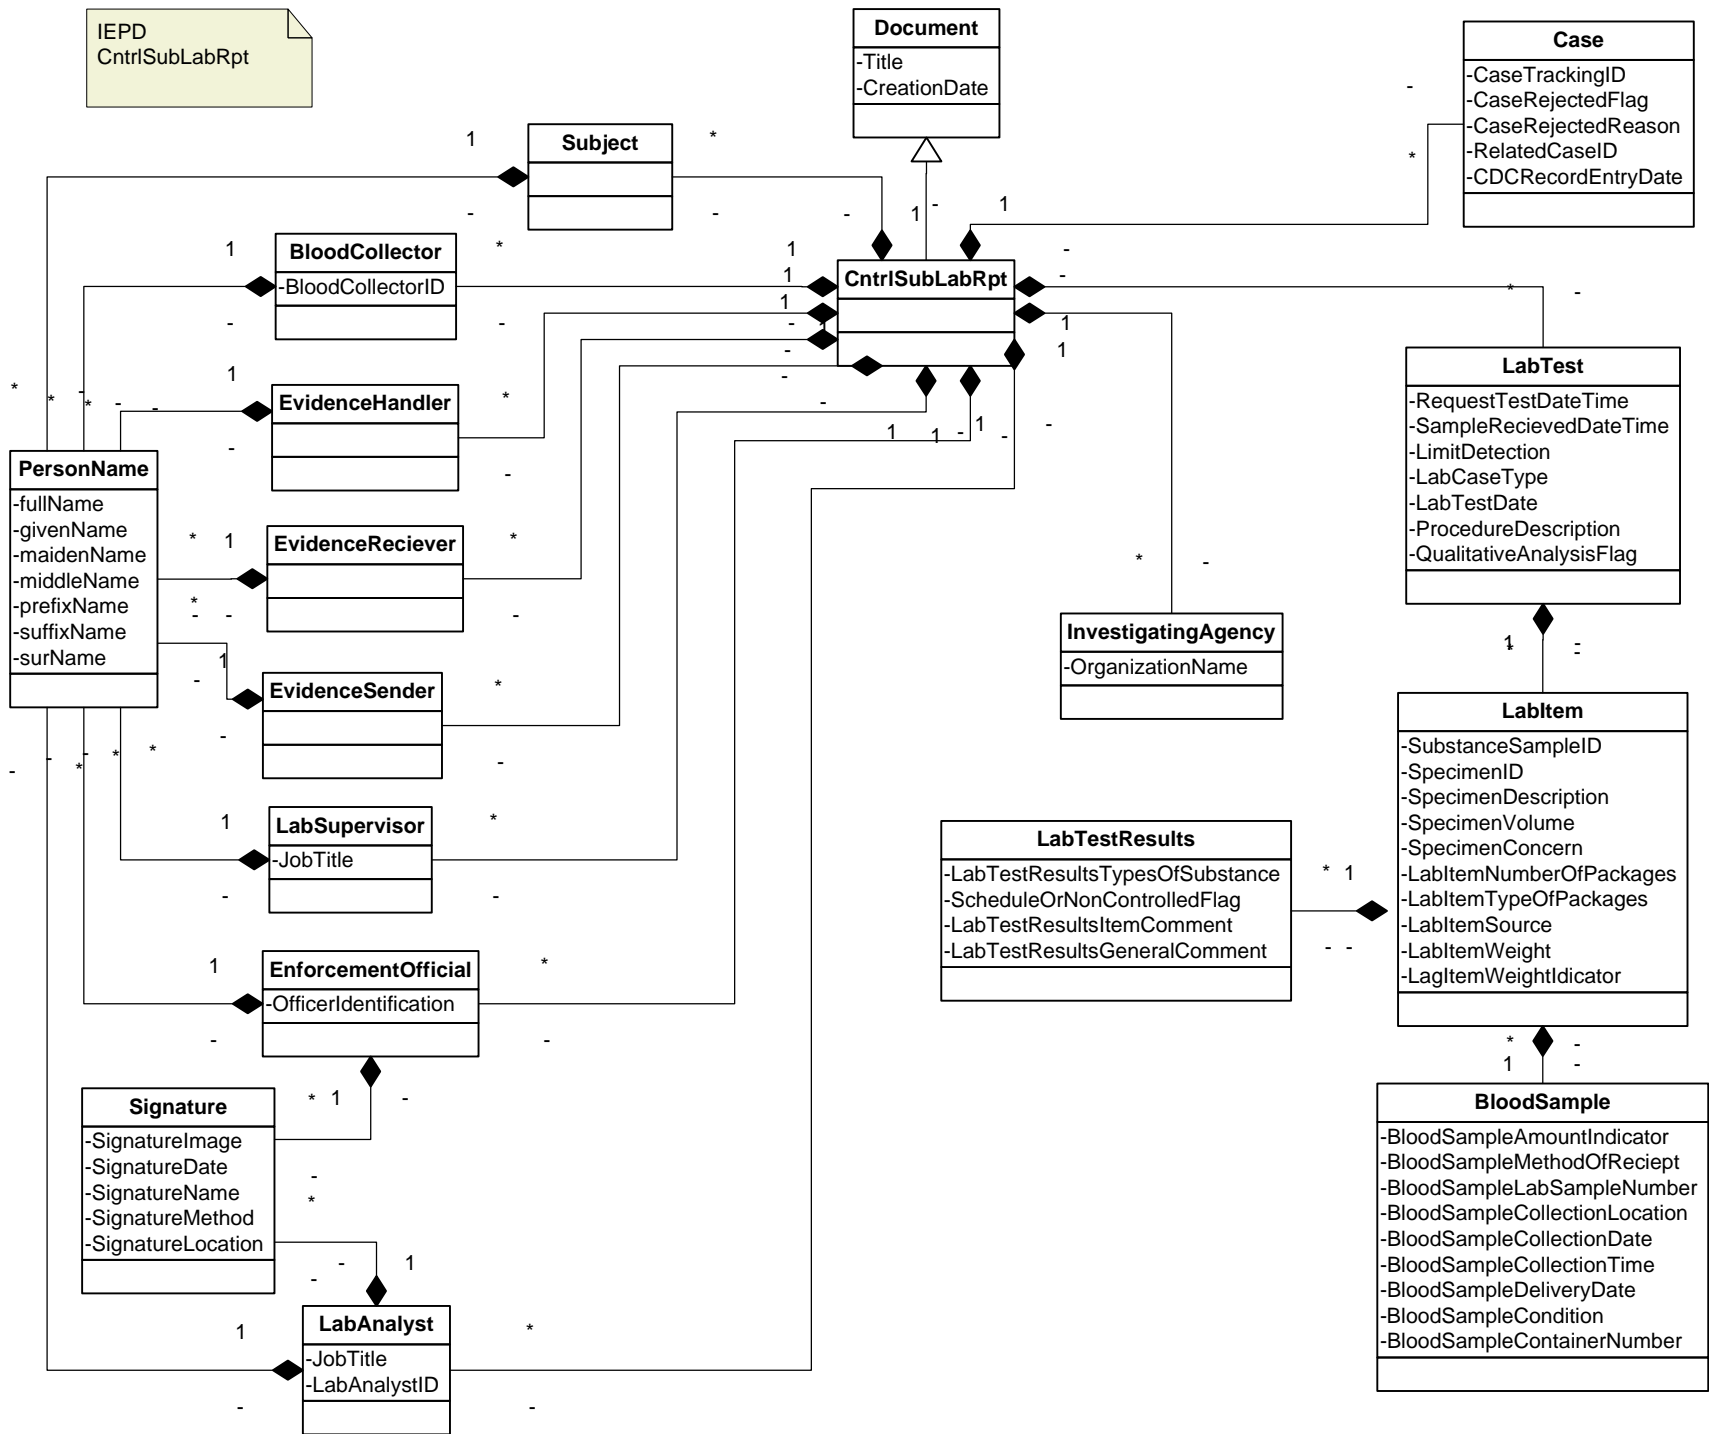 IEPD
CntrlSubLabRpt
Document
-Title
-CreationDate
Case
-CaseTrackingID
-CaseRejectedFlag
-CaseRejectedReason
-RelatedCaseID
-CDCRecordEntryDate
Subject
BloodCollector
-BloodCollectorID
CntrlSubLabRpt
EvidenceHandler
LabTest
-RequestTestDateTime
-SampleRecievedDateTime
-LimitDetection
-LabCaseType
-LabTestDate
-ProcedureDescription
-QualitativeAnalysisFlag
PersonName
-fullName
-givenName
-maidenName
-middleName
-prefixName
-suffixName
-surName
EvidenceReciever
EvidenceSender
InvestigatingAgency
-OrganizationName
LabItem
-SubstanceSampleID
-SpecimenID
-SpecimenDescription
-SpecimenVolume
-SpecimenConcern
-LabItemNumberOfPackages
-LabItemTypeOfPackages
-LabItemSource
-LabItemWeight
-LagItemWeightIndicator
LabSupervisor
-JobTitle
LabTestResults
-LabTestResultsTypesOfSubstance
-ScheduleOrNonControlledFlag
-LabTestResultsItemComment
-LabTestResultsGeneralComment
EnforcementOfficial
-OfficerIdentification
Signature
-SignatureImage
-SignatureDate
-SignatureName
-SignatureMethod
-SignatureLocation
BloodSample
-BloodSampleAmountIndicator
-BloodSampleMethodOfReciept
-BloodSampleLabSampleNumber
-BloodSampleCollectionLocation
-BloodSampleCollectionDate
-BloodSampleCollectionTime
-BloodSampleDeliveryDate
-BloodSampleCondition
-BloodSampleContainerNumber
LabAnalyst
-JobTitle
-LabAnalystID